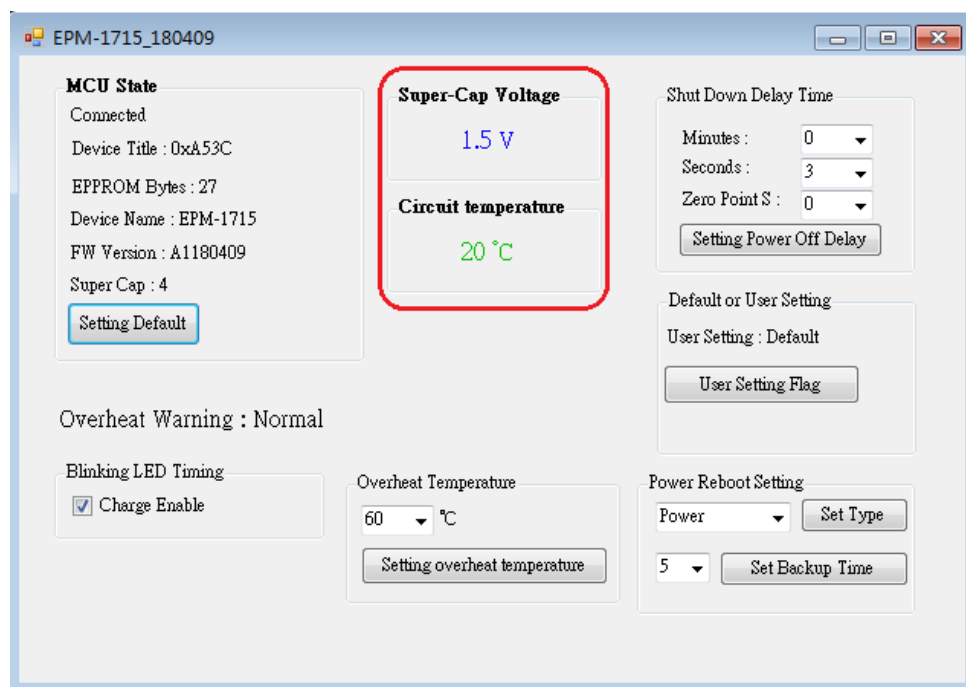 EPM-1715_180409
MCU State
Connected
Device Title : 0xA53C
EPPROM Bytes : 27
Device Name : EPM-1715
FW Version : A1180409
Super Cap : 4
Setting Default
Super-Cap Voltage
1.5 V
Circuit temperature
20 °C
Shut Down Delay Time
Minutes : 0
Seconds : 3
Zero Point S : 0
Setting Power Off Delay
Default or User Setting
User Setting : Default
User Setting Flag
Overheat Warning : Normal
Blinking LED Timing
Charge Enable
Overheat Temperature
60 °C
Setting overheat temperature
Power Reboot Setting
Power Set Type
5 Set Backup Time